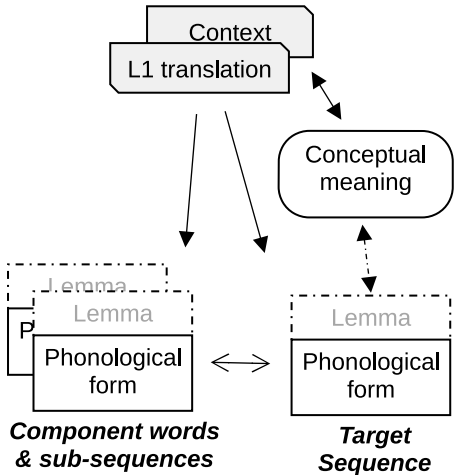 Context
L1 translation
Conceptual
meaning
Lemma
Lemma
P
Phonological
form
Lemma
Phonological
form
Component words
& sub-sequences
Target
Sequence